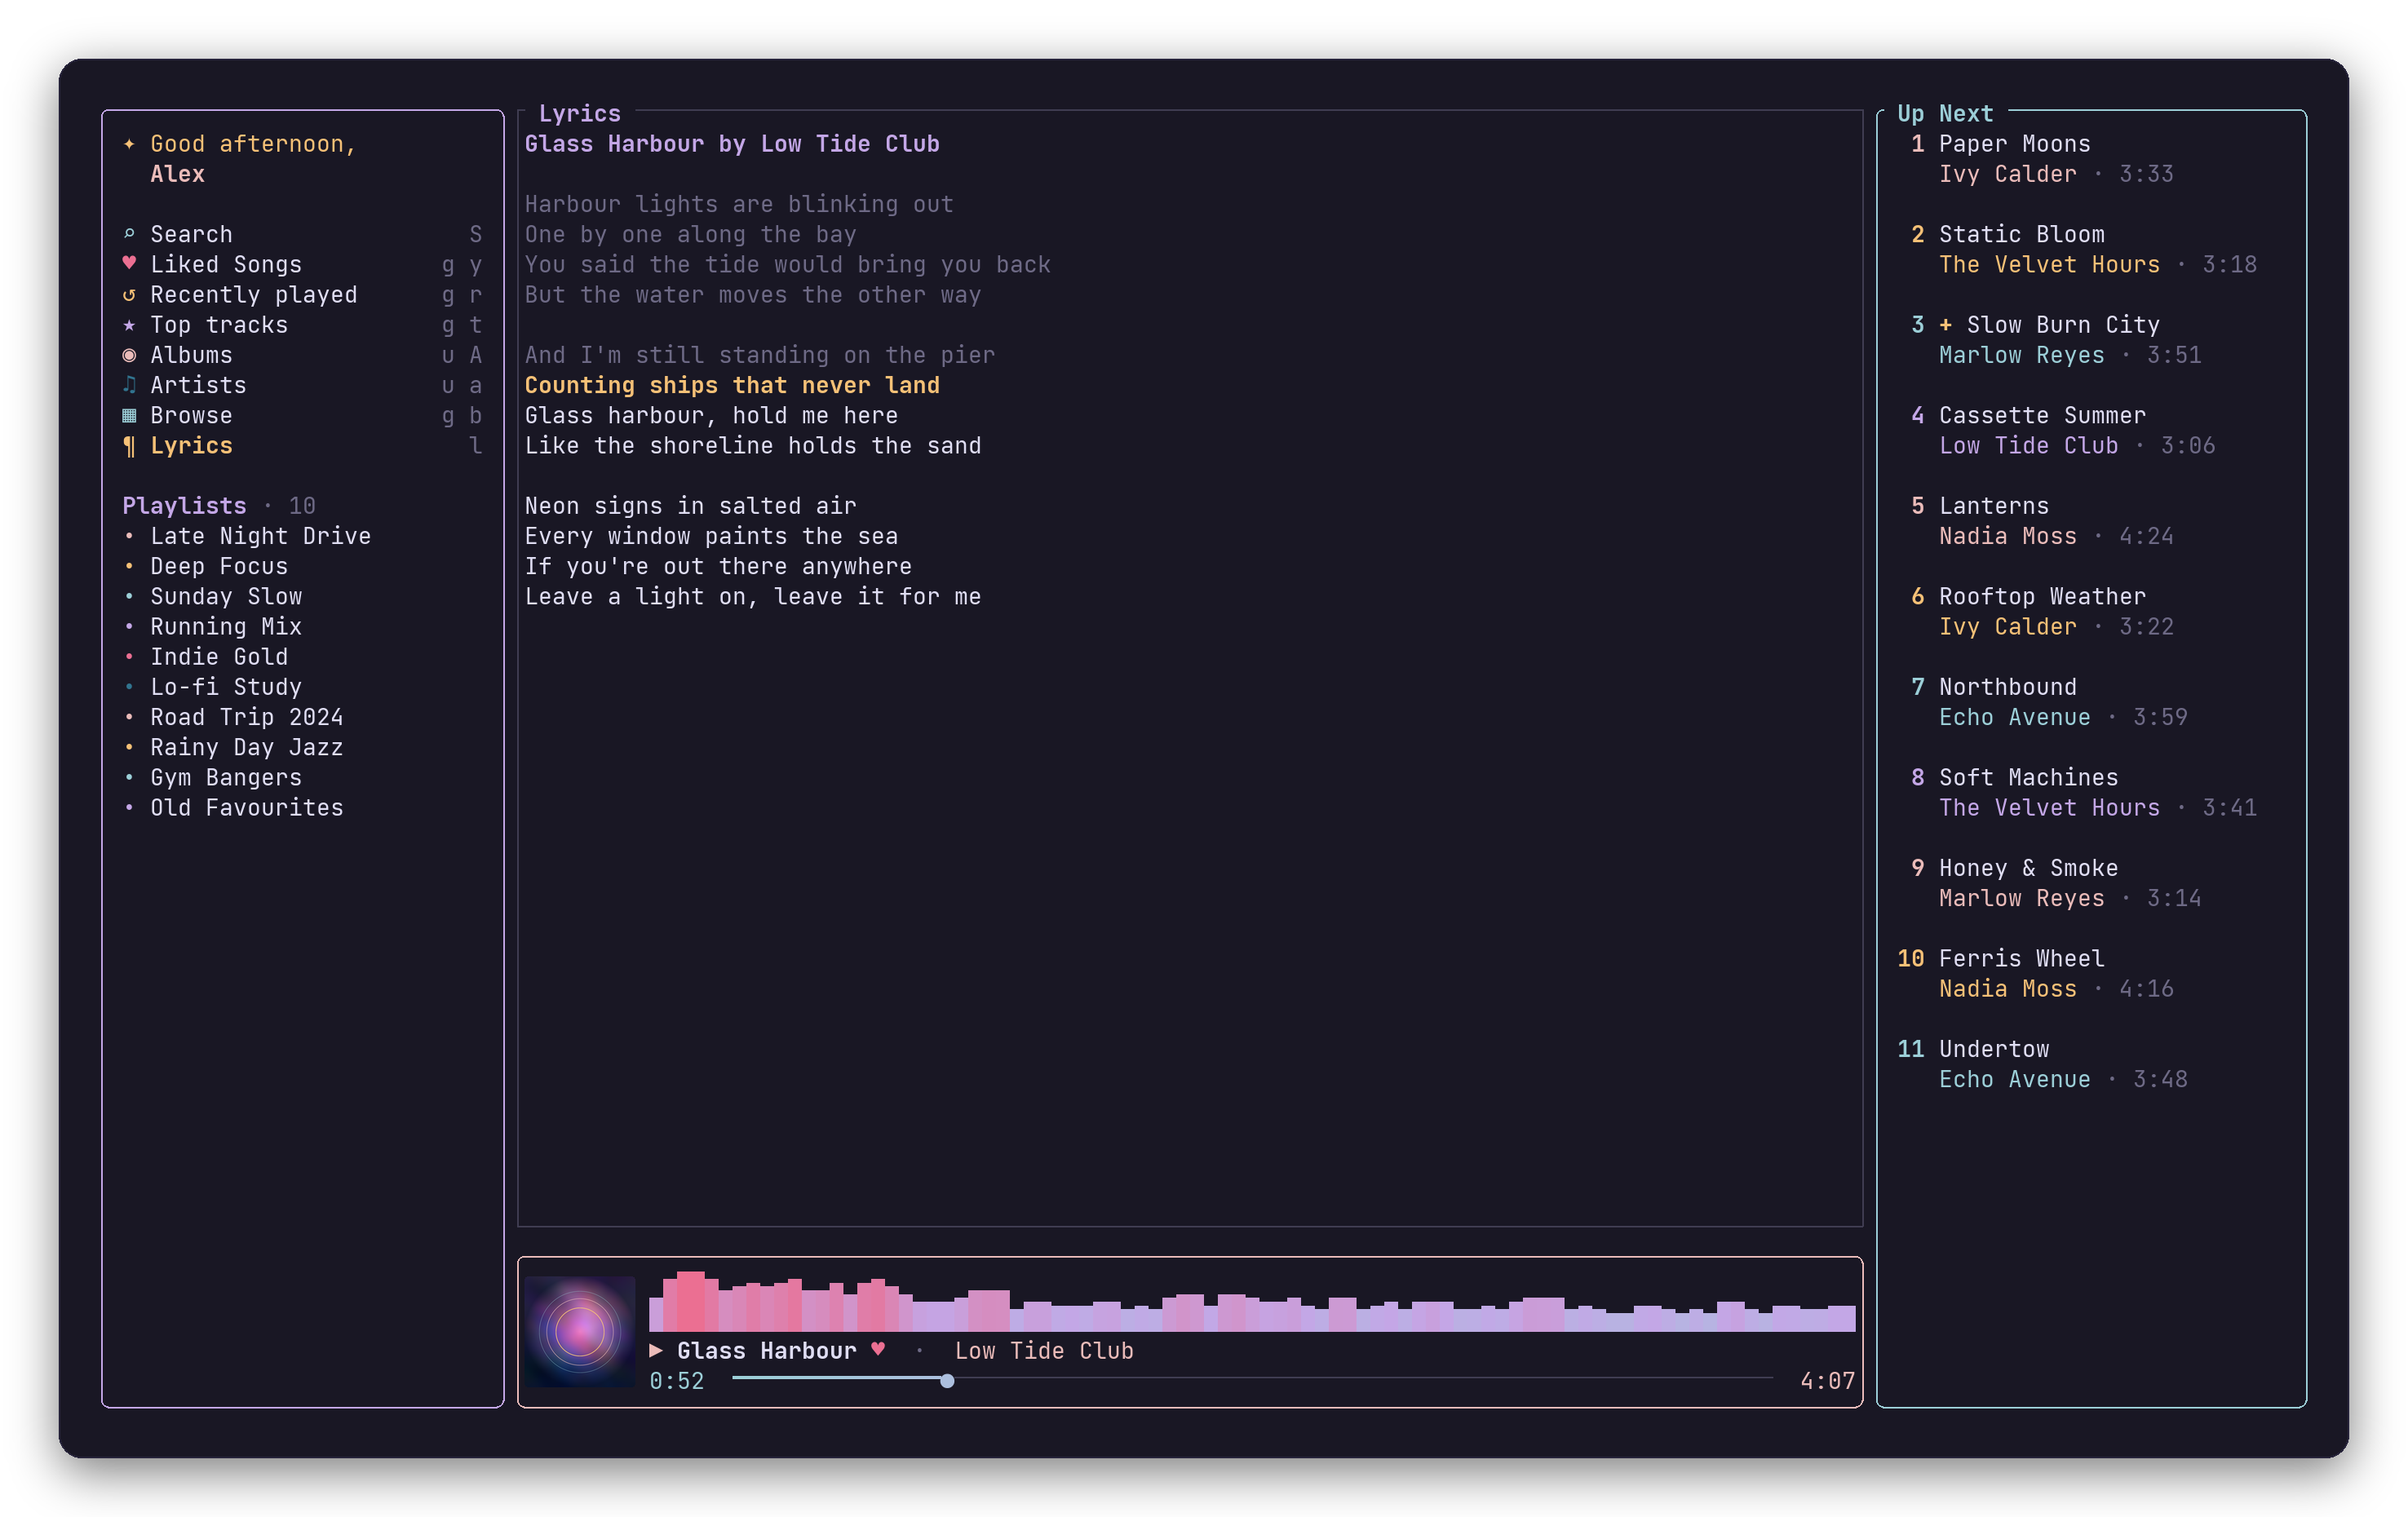 ✦ Good afternoon,
Alex
⌕ Search S
♥ Liked Songs g y
↺ Recently played g r
★ Top tracks g t
◉ Albums u A
♫ Artists u a
▦ Browse g b
¶ Lyrics l
Playlists · 10
• Late Night Drive
• Deep Focus
• Sunday Slow
• Running Mix
• Indie Gold
• Lo-fi Study
• Road Trip 2024
• Rainy Day Jazz
• Gym Bangers
• Old Favourites
Lyrics
Glass Harbour by Low Tide Club
Harbour lights are blinking out
One by one along the bay
You said the tide would bring you back
But the water moves the other way
And I'm still standing on the pier
Counting ships that never land
Glass harbour, hold me here
Like the shoreline holds the sand
Neon signs in salted air
Every window paints the sea
If you're out there anywhere
Leave a light on, leave it for me
▶ Glass Harbour ♥ · Low Tide Club
0:52 4:07
Up Next
1 Paper Moons
Ivy Calder · 3:33
2 Static Bloom
The Velvet Hours · 3:18
3 + Slow Burn City
Marlow Reyes · 3:51
4 Cassette Summer
Low Tide Club · 3:06
5 Lanterns
Nadia Moss · 4:24
6 Rooftop Weather
Ivy Calder · 3:22
7 Northbound
Echo Avenue · 3:59
8 Soft Machines
The Velvet Hours · 3:41
9 Honey & Smoke
Marlow Reyes · 3:14
10 Ferris Wheel
Nadia Moss · 4:16
11 Undertow
Echo Avenue · 3:48